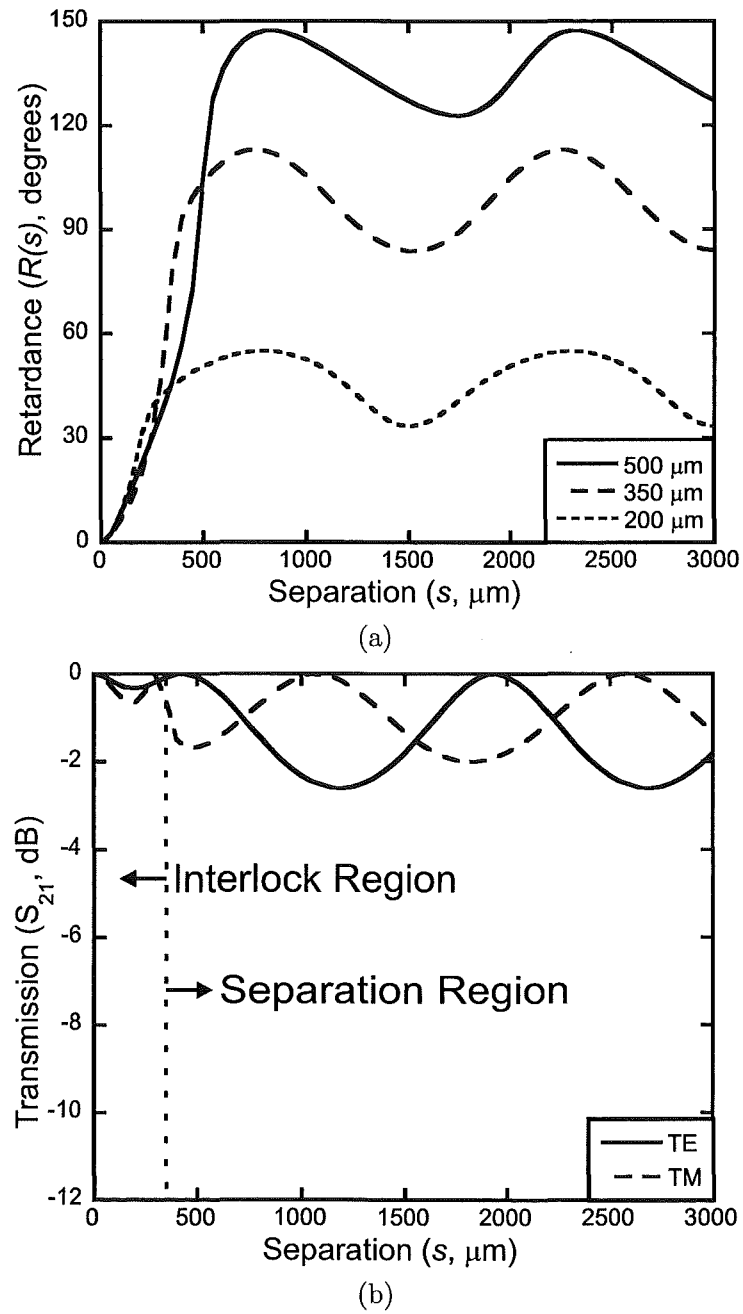 150
120
90
60
30
0
Retardance (R(s), degrees)
500 μm
350 μm
200 μm
0 500 1000 1500 2000 2500 3000
Separation (s, μm)
(a)
0
-2
-4
-6
-8
-10
-12
Transmission (S21, dB)
Interlock Region
Separation Region
TE
TM
0 500 1000 1500 2000 2500 3000
Separation (s, μm)
(b)